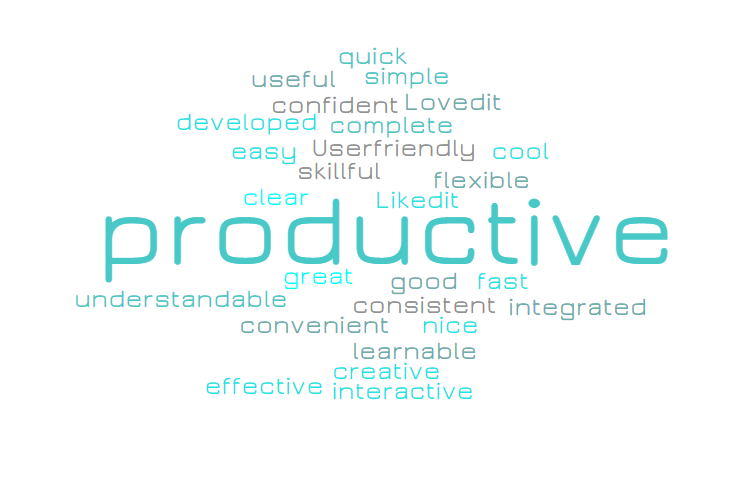 quick
useful simple
confident Lovedit
developed complete
easy Userfriendly cool
skillful
flexible
clear Likedit
productive
great good fast
understandable consistent integrated
convenient nice
learnable
creative
effective interactive